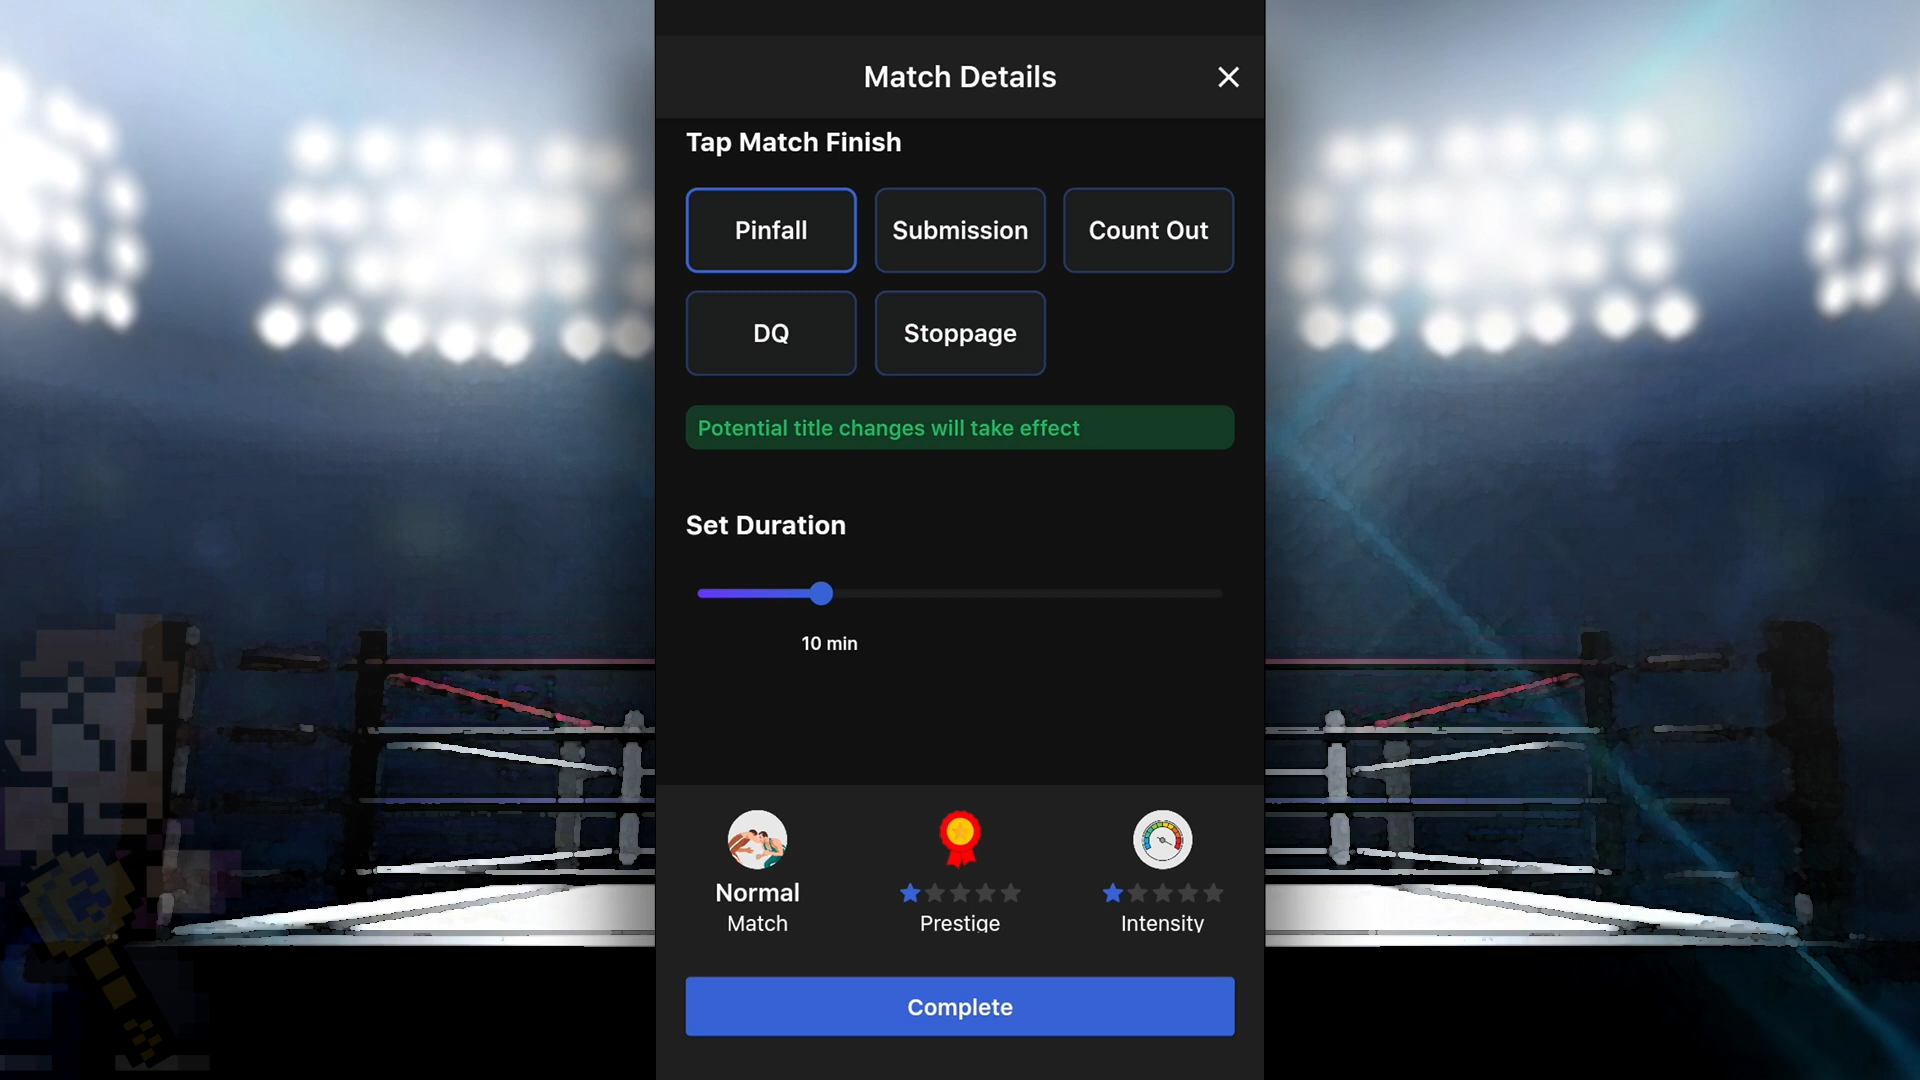 Match Details
Tap Match Finish
Pinfall
Submission
Count Out
DQ
Stoppage
Potential title changes will take effect
Set Duration
10 min
Normal
Match
Prestige
Intensity
Complete